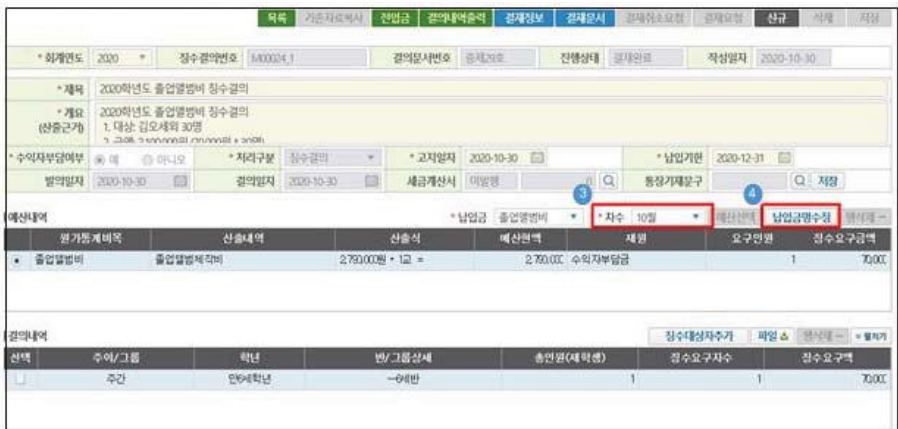 목록 기존자료복사 전입금 결의내역출력 결재정보 결재문서 결재취소요청 결재요청 신규 삭제 저장
* 회계연도 2020 징수결의번호 M00024_1 결의문서번호 진행상태 결재완료 작성일자 2020-10-30
* 제목 2020학년도 졸업앨범비 징수결의
* 개요 2020학년도 졸업앨범비 징수결의
(산출근거) 1. 대상: 김오세외 30명
* 수익자부담여부 예 아니오 * 처리구분 징수결의 * 고지일자 2020-10-30 * 납입기한 2020-12-31
발의일자 2020-10-30 결의일자 2020-10-30 세금계산서 미발행 0 통장기재문구 저장
3 4
예산내역 * 납입금 졸업앨범비 * 차수 10월 예산선택 납입금명수정 행삭제 -
원가통계비목 산출내역 산출식 예산현액 재원 요구인원 징수요구금액
졸업앨범비 졸업앨범제작비 2,790,000원 * 1교 = 2,790,000 수익자부담금 1 70,000
결의내역 징수대상자추가 파일 행삭제 - 펼치기
선택 주야/그룹 학년 반/그룹상세 총인원(재학생) 징수요구자수 징수요구액
주간 만6세학년 1 1 70,000